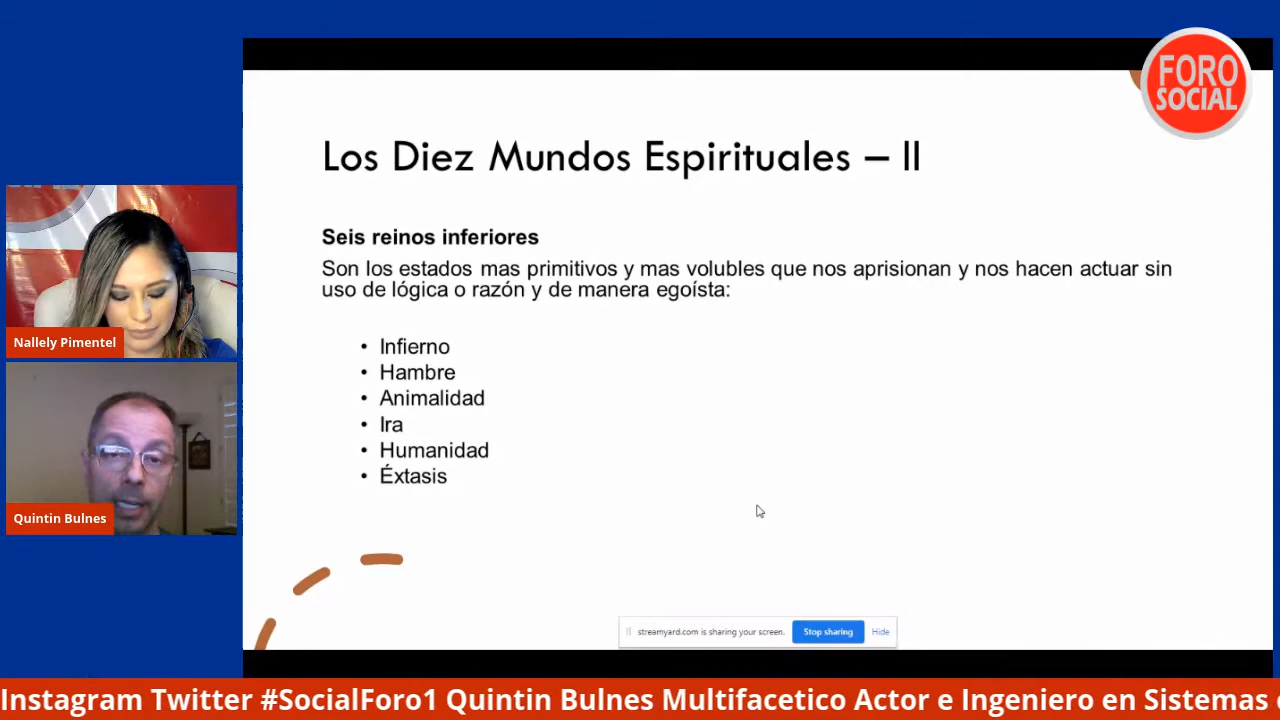 FORO
SOCIAL
Los Diez Mundos Espirituales – II
Seis reinos inferiores
Son los estados mas primitivos y mas volubles que nos aprisionan y nos hacen actuar sin
uso de lógica o razón y de manera egoísta:
• Infierno
• Hambre
• Animalidad
• Ira
• Humanidad
• Éxtasis
Nallely Pimentel
Quintin Bulnes
streamyard.com is sharing your screen.
Stop sharing
Hide
Instagram Twitter #SocialForo1 Quintin Bulnes Multifacetico Actor e Ingeniero en Sistemas